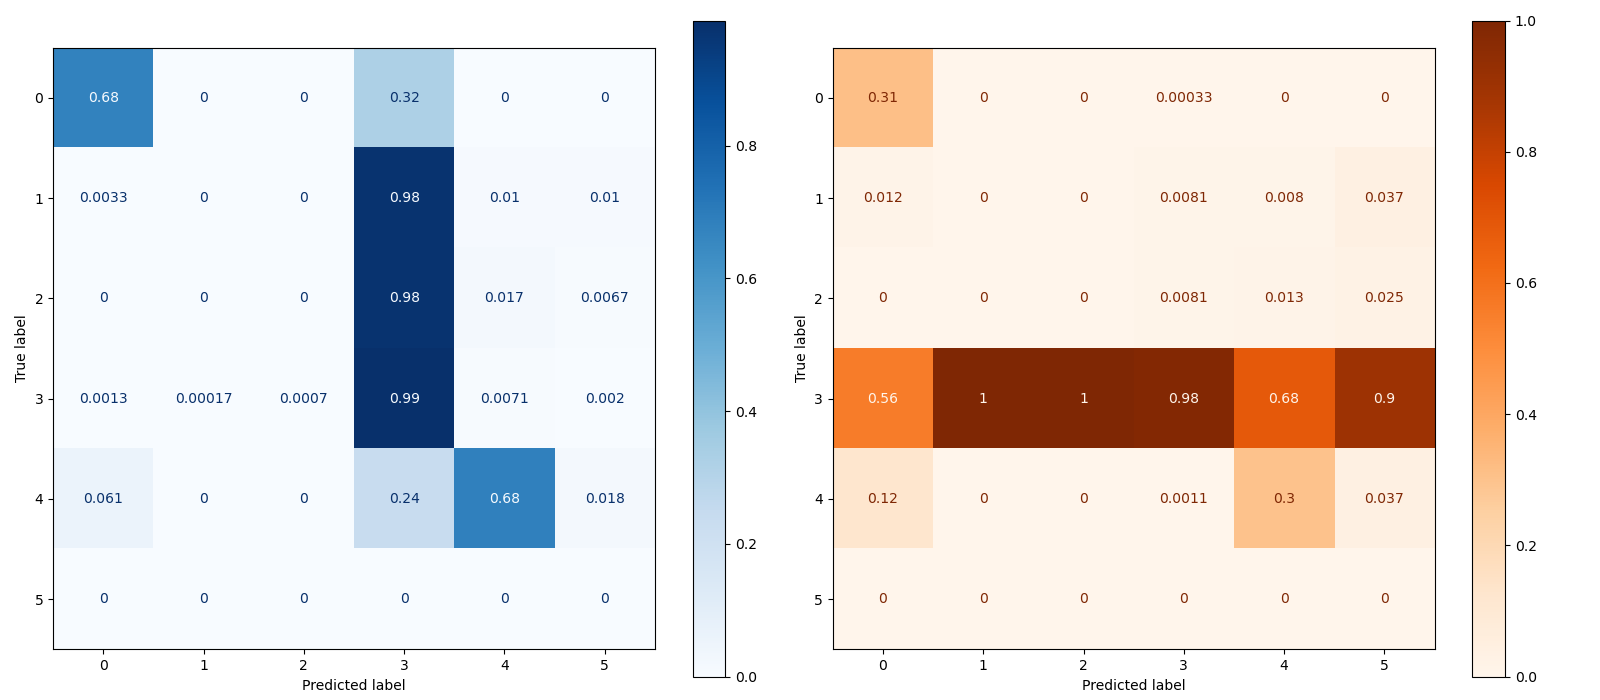 0 0.68 0 0 0.32 0 0
1 0.0033 0 0 0.98 0.01 0.01
2 0 0 0 0.98 0.017 0.0067
3 0.0013 0.00017 0.0007 0.99 0.0071 0.002
4 0.061 0 0 0.24 0.68 0.018
5 0 0 0 0 0 0
0 1 2 3 4 5
True label
Predicted label
0.8
0.6
0.4
0.2
0.0
0 0.31 0 0 0.00033 0 0
1 0.012 0 0 0.0081 0.008 0.037
2 0 0 0 0.0081 0.013 0.025
3 0.56 1 1 0.98 0.68 0.9
4 0.12 0 0 0.0011 0.3 0.037
5 0 0 0 0 0 0
0 1 2 3 4 5
True label
Predicted label
1.0
0.8
0.6
0.4
0.2
0.0